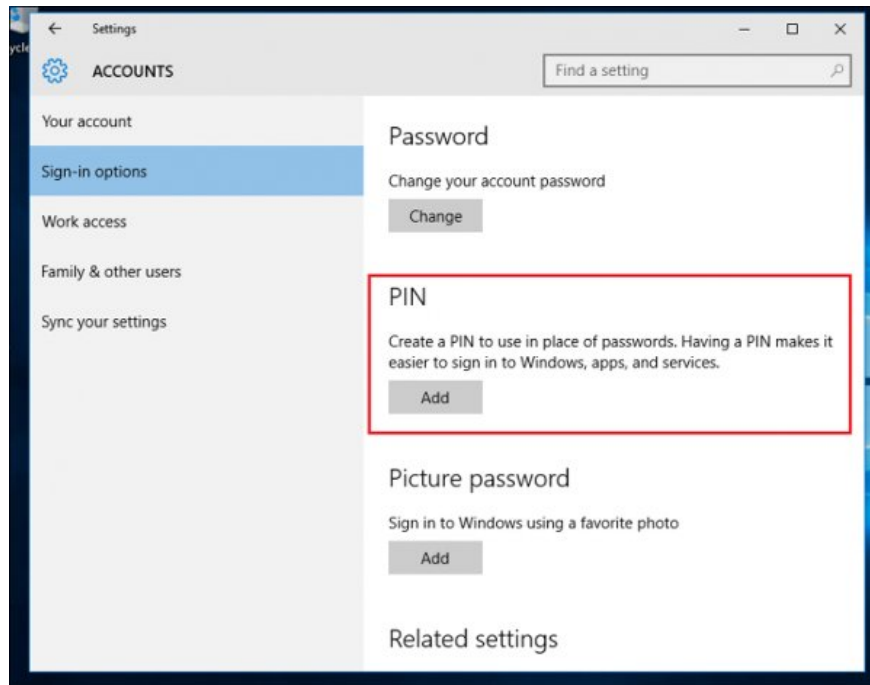 Settings
ACCOUNTS
Find a setting
Your account
Sign-in options
Work access
Family & other users
Sync your settings
Password
Change your account password
Change
PIN
Create a PIN to use in place of passwords. Having a PIN makes it
easier to sign in to Windows, apps, and services.
Add
Picture password
Sign in to Windows using a favorite photo
Add
Related settings